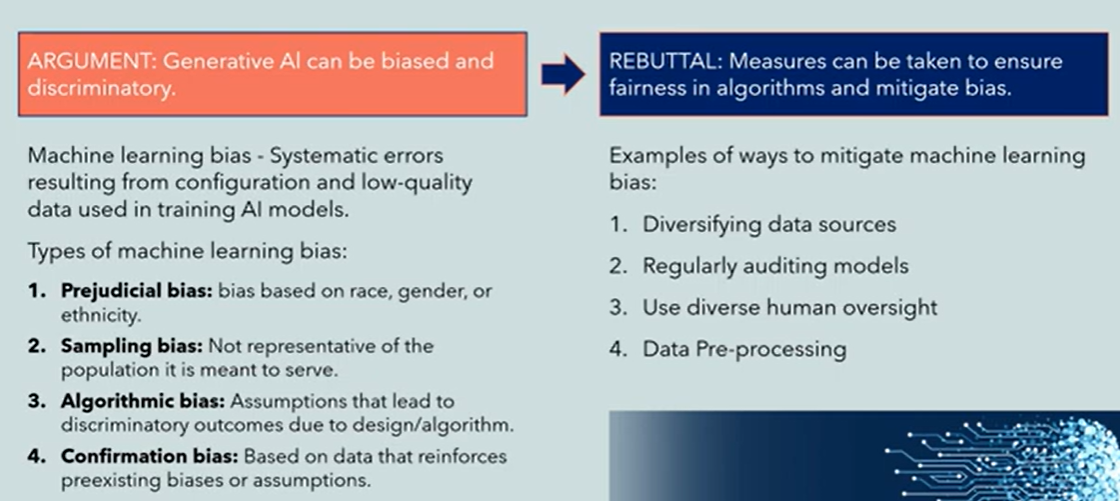 ARGUMENT: Generative AI can be biased and
discriminatory.
Machine learning bias - Systematic errors
resulting from configuration and low-quality
data used in training AI models.
Types of machine learning bias:
1. Prejudicial bias: bias based on race, gender, or
ethnicity.
2. Sampling bias: Not representative of the
population it is meant to serve.
3. Algorithmic bias: Assumptions that lead to
discriminatory outcomes due to design/algorithm.
4. Confirmation bias: Based on data that reinforces
preexisting biases or assumptions.
REBUTTAL: Measures can be taken to ensure
fairness in algorithms and mitigate bias.
Examples of ways to mitigate machine learning
bias:
1. Diversifying data sources
2. Regularly auditing models
3. Use diverse human oversight
4. Data Pre-processing